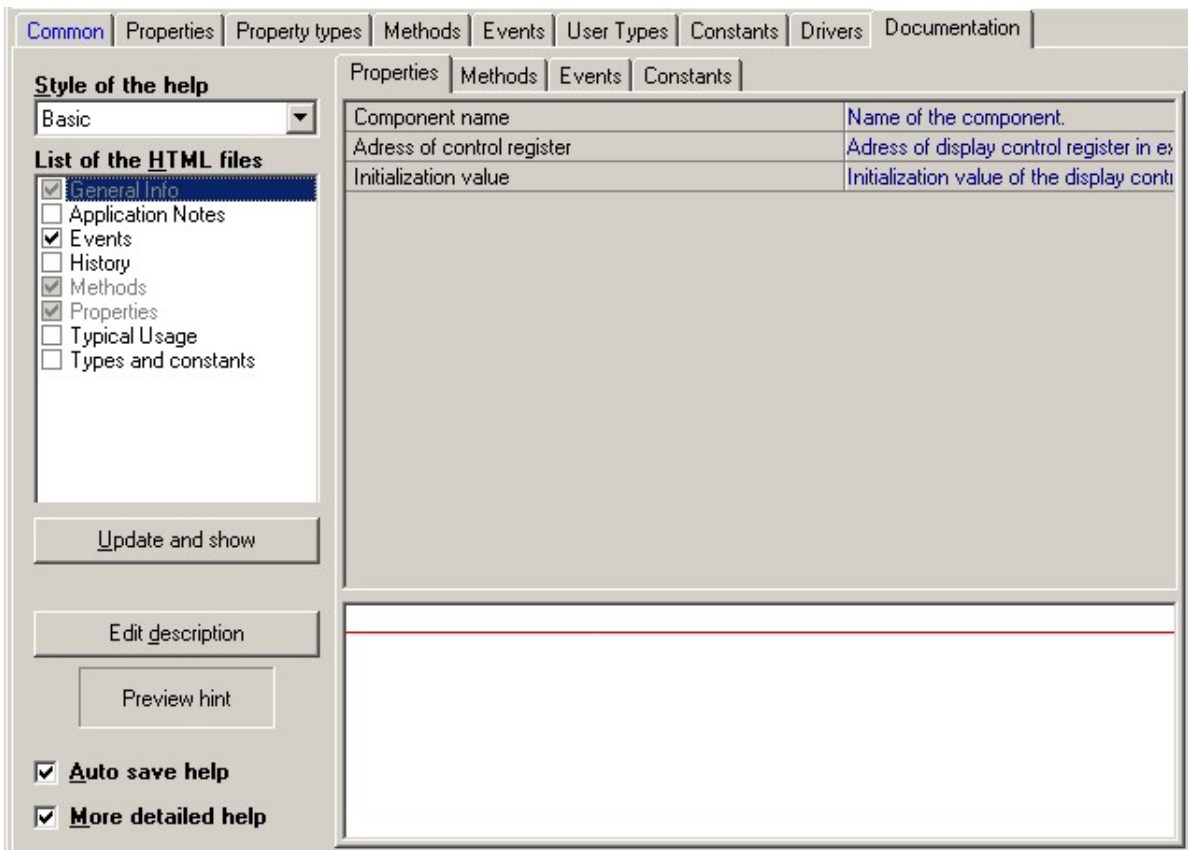 Common Properties Property types Methods Events User Types Constants Drivers Documentation
Style of the help
Basic
List of the HTML files
General Info
Application Notes
Events
History
Methods
Properties
Typical Usage
Types and constants
Update and show
Edit description
Preview hint
Auto save help
More detailed help
Properties Methods Events Constants
Component name Name of the component.
Adress of control register Adress of display control register in
Initialization value Initialization value of the display